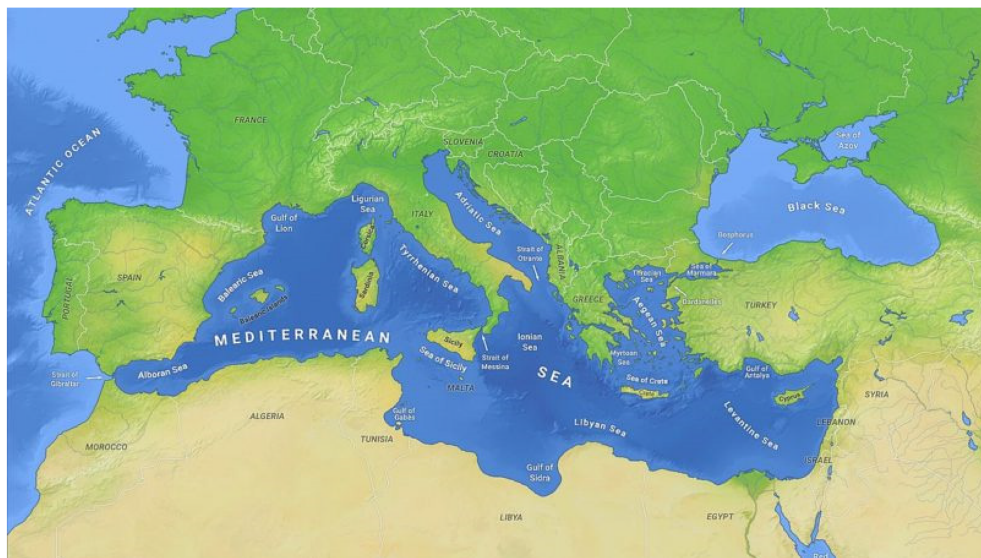 ATLANTIC OCEAN
FRANCE
SLOVENIA
CROATIA
Sea of
Azov
Black Sea
Bosphorus
Ligurian
Sea
ITALY
Adriatic Sea
Gulf of
Lion
Corsica
Sardinia
Tyrrhenian Sea
Strait of
Otranto
ALBANIA
Thracian
Sea
Sea of
Marmara
Dardanelles
PORTUGAL
SPAIN
Balearic Sea
Balearic Islands
GREECE
Aegean Sea
TURKEY
MEDITERRANEAN
SEA
Sicily
Strait of
Messina
Ionian
Sea
Myrtoan
Sea
Strait of
Gibraltar
Alboran Sea
Sea of Sicily
MALTA
Sea of Crete
Crete
Gulf of
Antalya
Cyprus
SYRIA
LEBANON
Levantine Sea
ISRAEL
Gulf of
Gabès
Libyan Sea
MOROCCO
ALGERIA
TUNISIA
Gulf of
Sidra
LIBYA
EGYPT
Red